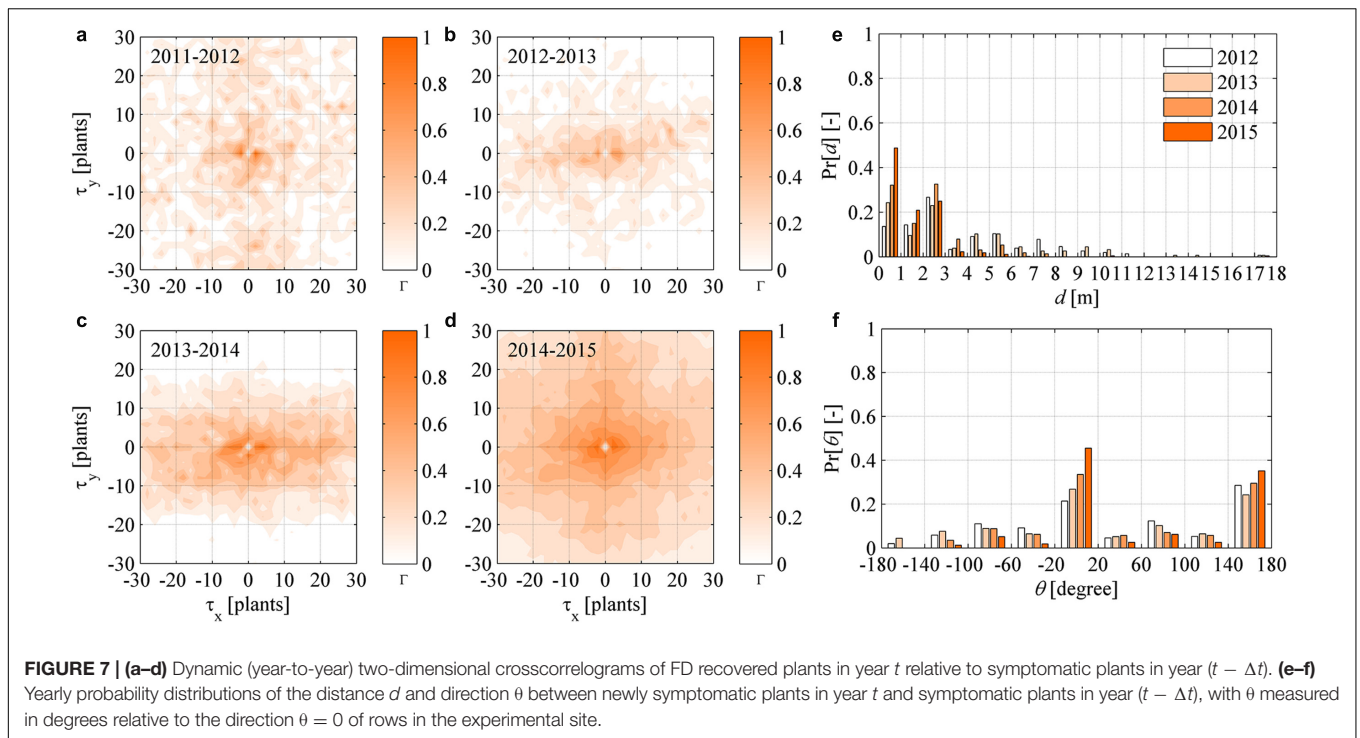 a
30
20
10
0
-10
-20
-30
τy [plants]
2011-2012
-30 -20 -10 0 10 20 30
1
0.8
0.6
0.4
0.2
0
Γ
b
30
20
10
0
-10
-20
-30
2012-2013
-30 -20 -10 0 10 20 30
1
0.8
0.6
0.4
0.2
0
Γ
c
30
20
10
0
-10
-20
-30
τy [plants]
2013-2014
-30 -20 -10 0 10 20 30
τx [plants]
1
0.8
0.6
0.4
0.2
0
Γ
d
30
20
10
0
-10
-20
-30
2014-2015
-30 -20 -10 0 10 20 30
τx [plants]
1
0.8
0.6
0.4
0.2
0
Γ
e
1
0.8
0.6
0.4
0.2
0
Pr[d] [-]
2012
2013
2014
2015
0 1 2 3 4 5 6 7 8 9 10 11 12 13 14 15 16 17 18
d [m]
f
1
0.8
0.6
0.4
0.2
0
Pr[θ] [-]
-180 -140 -100 -60 -20 20 60 100 140 180
θ [degree]
FIGURE 7 | (a–d) Dynamic (year-to-year) two-dimensional crosscorrelograms of FD recovered plants in year t relative to symptomatic plants in year (t − Δt). (e–f)
Yearly probability distributions of the distance d and direction θ between newly symptomatic plants in year t and symptomatic plants in year (t − Δt), with θ measured
in degrees relative to the direction θ = 0 of rows in the experimental site.